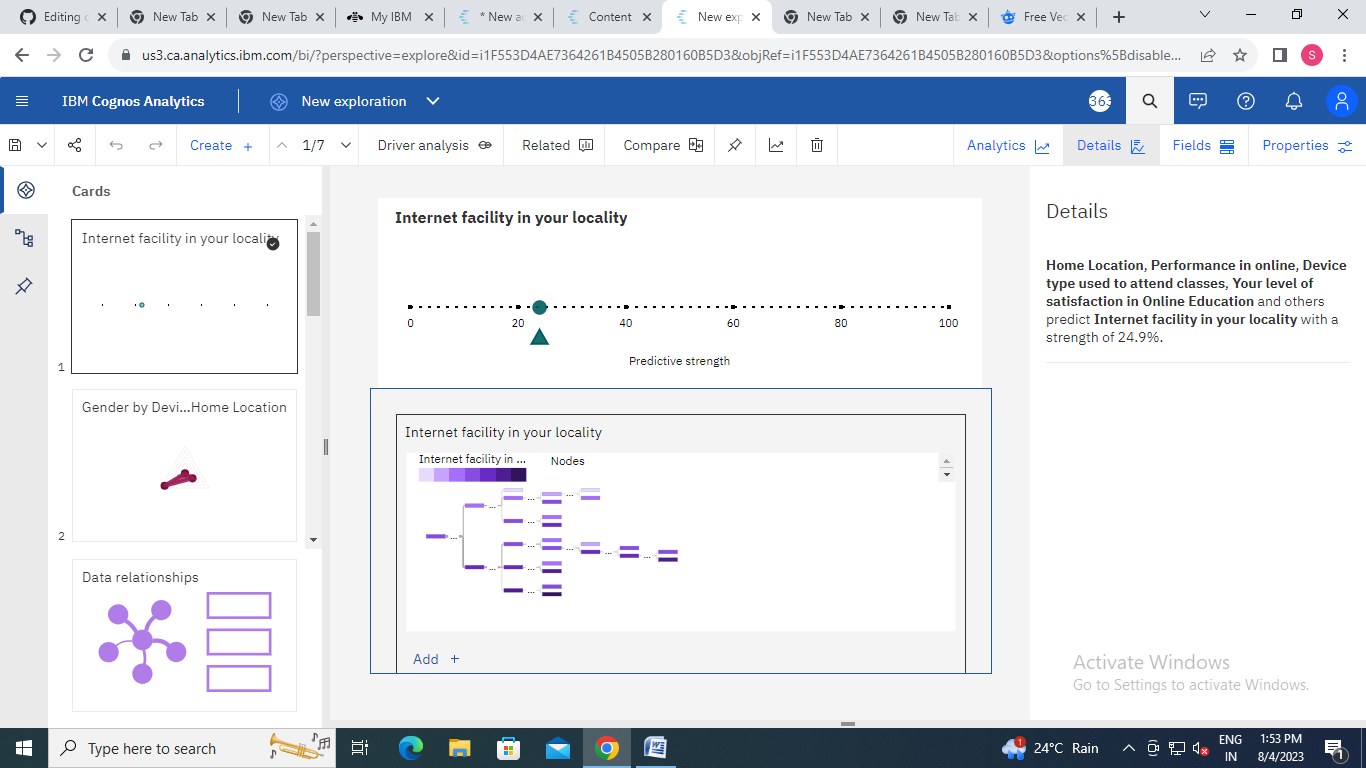 Editing c
New Tab
New Tab
My IBM
* New ac
Content
New exp
New Tab
New Tab
Free Vec
us3.ca.analytics.ibm.com/bi/?perspective=explore&id=i1F553D4AE7364261B4505B280160B5D3&objRef=i1F553D4AE7364261B4505B280160B5D3&options%5Bdisable...
S
IBM Cognos Analytics
New exploration
363
Create +
1/7
Driver analysis
Related
Compare
Analytics
Details
Fields
Properties
Cards
Internet facility in your locality
1
Gender by Devi...Home Location
2
Data relationships
Internet facility in your locality
0 20 40 60 80 100
Predictive strength
Internet facility in your locality
Internet facility in ...
Nodes
Add +
Details
Home Location, Performance in online, Device
type used to attend classes, Your level of
satisfaction in Online Education and others
predict Internet facility in your locality with a
strength of 24.9%.
Activate Windows
Go to Settings to activate Windows.
Type here to search
1
24°C Rain
ENG
IN
1:53 PM
8/4/2023
1